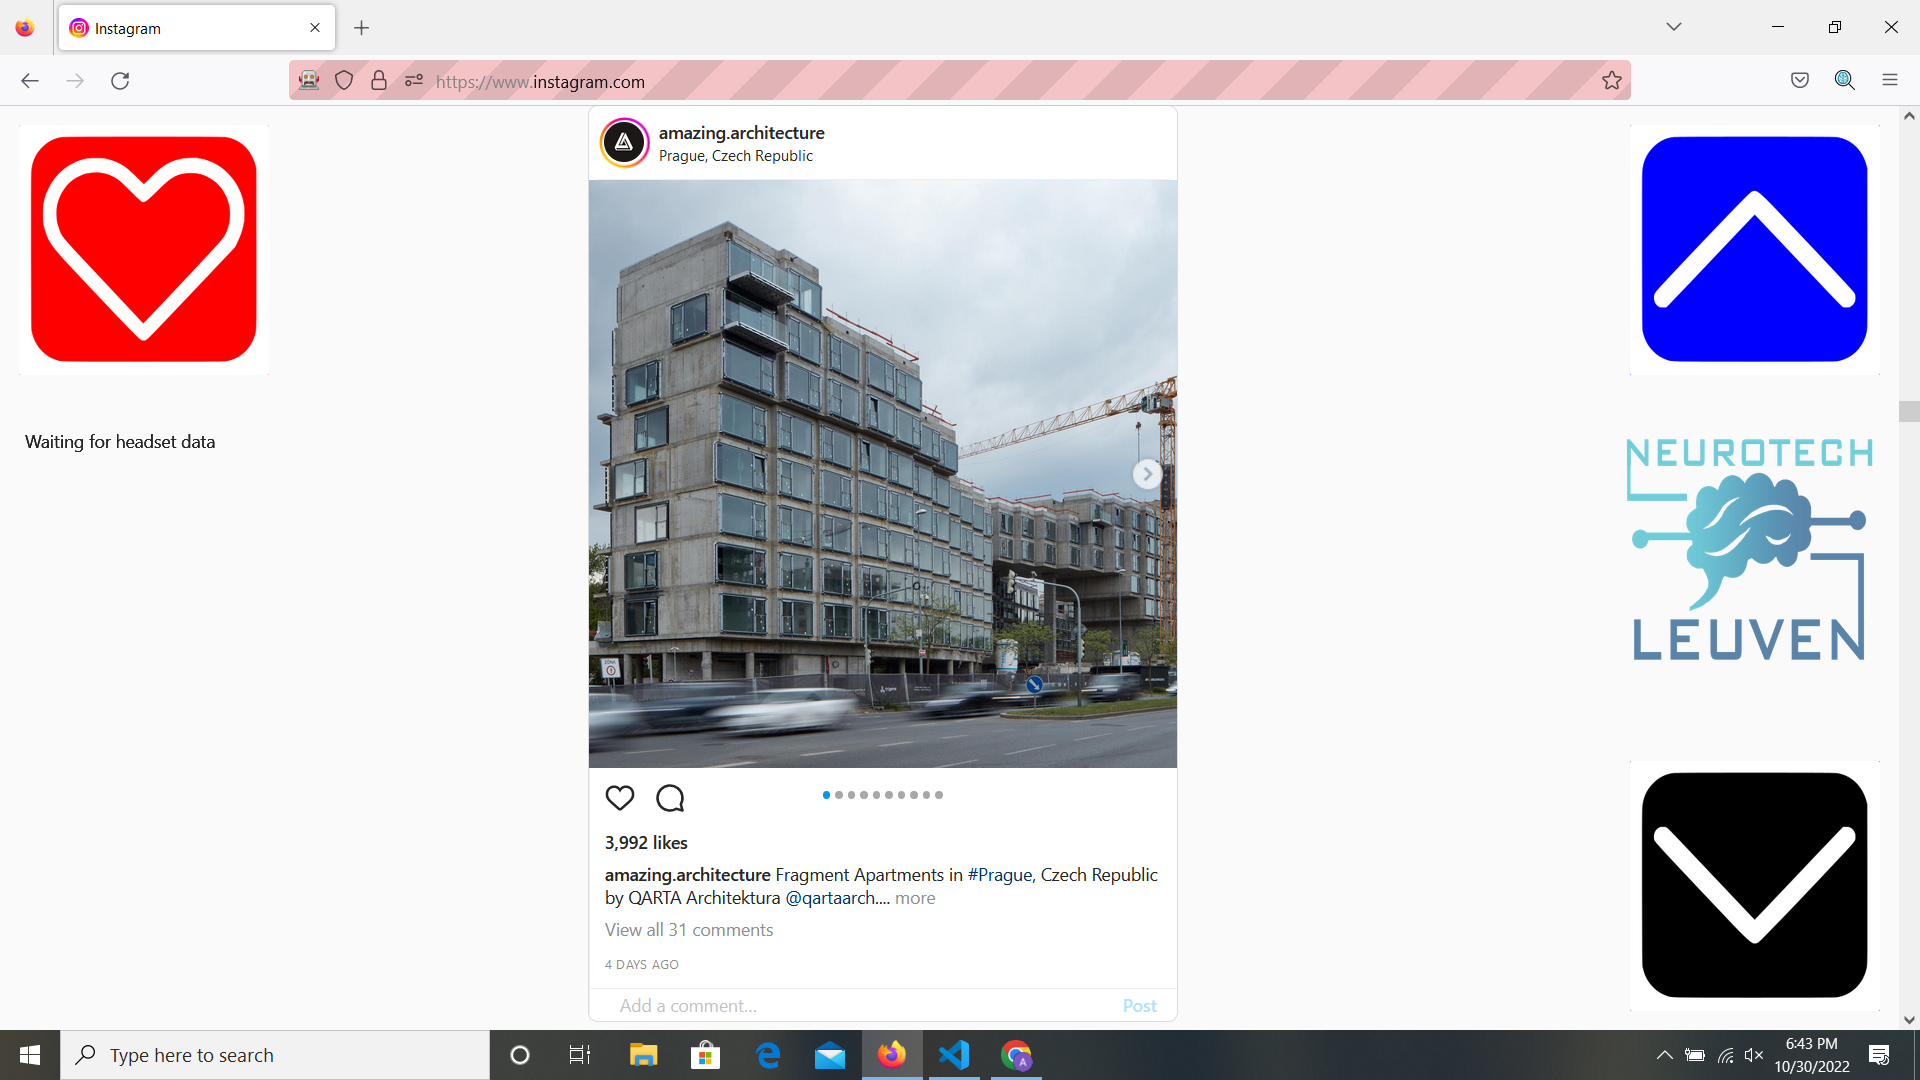 Instagram
https://www.instagram.com
amazing.architecture
Prague, Czech Republic
Waiting for headset data
NEUROTECH
LEUVEN
3,992 likes
amazing.architecture Fragment Apartments in #Prague, Czech Republic
by QARTA Architektura @qartaarch.... more
View all 31 comments
4 DAYS AGO
Add a comment...
Post
Type here to search
A
6:43 PM
10/30/2022